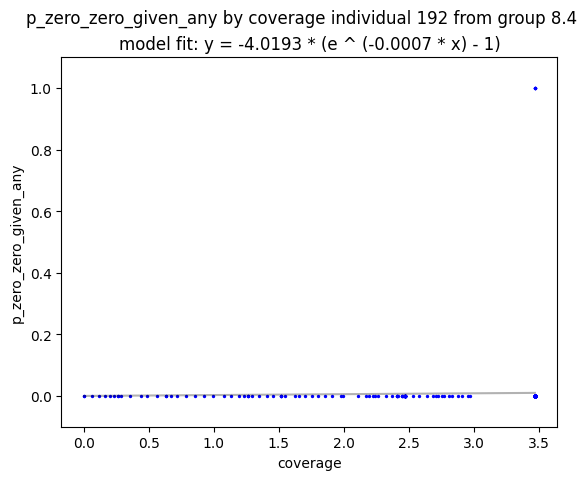 p_zero_zero_given_any by coverage individual 192 from group 8.4
model fit: y = -4.0193 * (e ^ (-0.0007 * x) - 1)
1.0
0.8
0.6
0.4
0.2
0.0
p_zero_zero_given_any
0.0 0.5 1.0 1.5 2.0 2.5 3.0 3.5
coverage